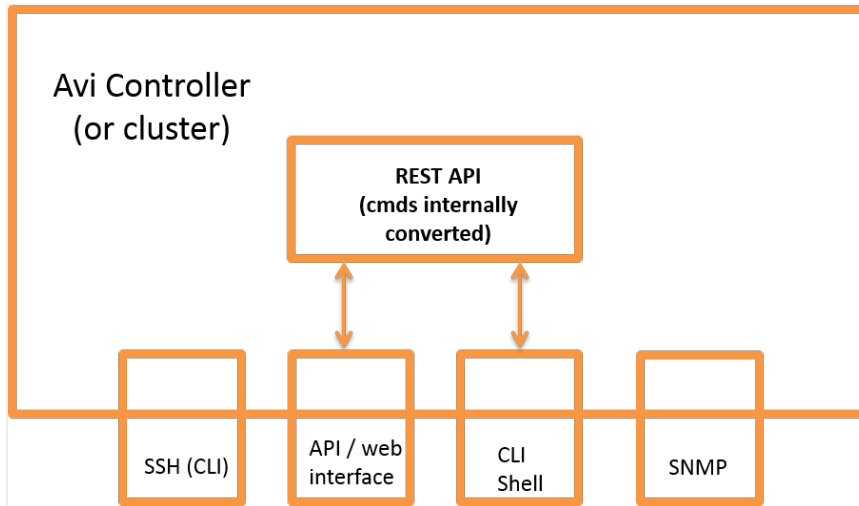 Avi Controller
(or cluster)
REST API
(cmds internally
converted)
SSH (CLI)
API / web
interface
CLI
Shell
SNMP